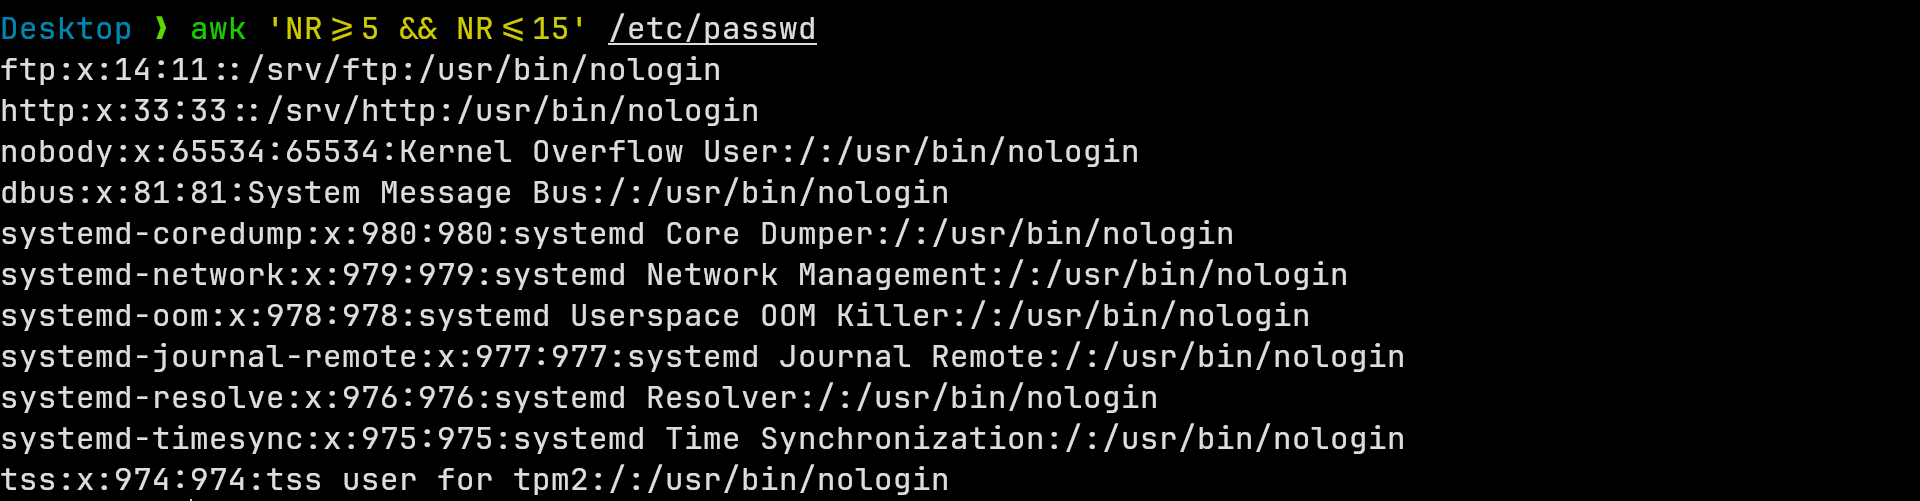 Desktop ❱ awk 'NR>=5 && NR<=15' /etc/passwd
ftp:x:14:11::/srv/ftp:/usr/bin/nologin
http:x:33:33::/srv/http:/usr/bin/nologin
nobody:x:65534:65534:Kernel Overflow User:/:/usr/bin/nologin
dbus:x:81:81:System Message Bus:/:/usr/bin/nologin
systemd-coredump:x:980:980:systemd Core Dumper:/:/usr/bin/nologin
systemd-network:x:979:979:systemd Network Management:/:/usr/bin/nologin
systemd-oom:x:978:978:systemd Userspace OOM Killer:/:/usr/bin/nologin
systemd-journal-remote:x:977:977:systemd Journal Remote:/:/usr/bin/nologin
systemd-resolve:x:976:976:systemd Resolver:/:/usr/bin/nologin
systemd-timesync:x:975:975:systemd Time Synchronization:/:/usr/bin/nologin
tss:x:974:974:tss user for tpm2:/:/usr/bin/nologin